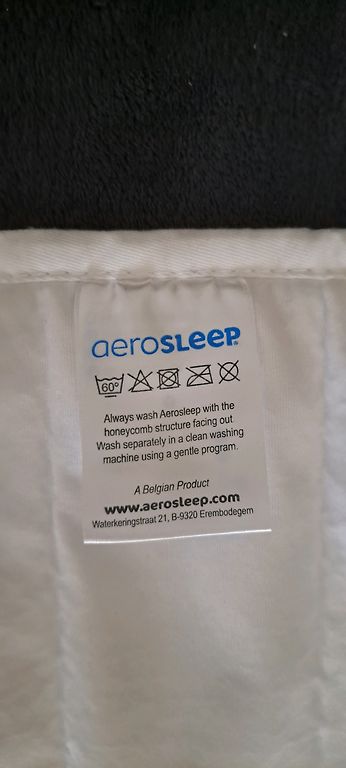 aerosleep
60°
Always wash Aerosleep with the
honeycomb structure facing out
Wash separately in a clean washing
machine using a gentle program.
A Belgian Product
www.aerosleep.com
Waterkeringstraat 21, B-9320 Erembodegem